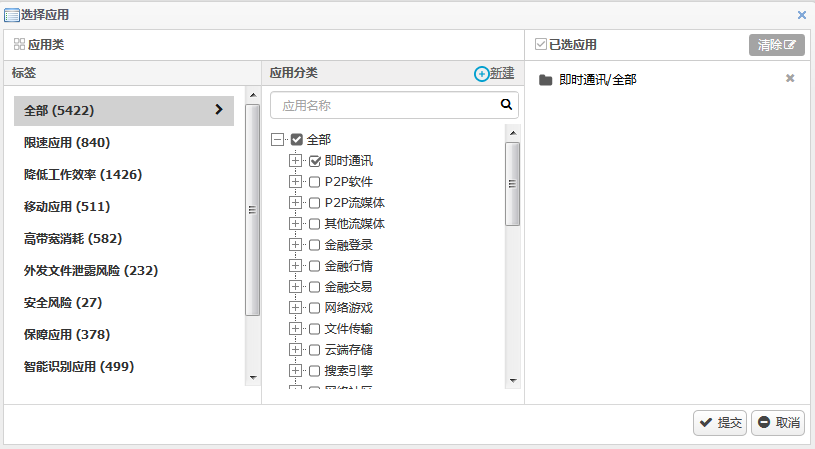 选择应用
应用类
已选应用
清除
标签
应用分类
新建
全部 (5422)
限速应用 (840)
降低工作效率 (1426)
移动应用 (511)
高带宽消耗 (582)
外发文件泄露风险 (232)
安全风险 (27)
保障应用 (378)
智能识别应用 (499)
应用名称
全部
即时通讯
P2P软件
P2P流媒体
其他流媒体
金融登录
金融行情
金融交易
网络游戏
文件传输
云端存储
搜索引擎
即时通讯/全部
提交
取消